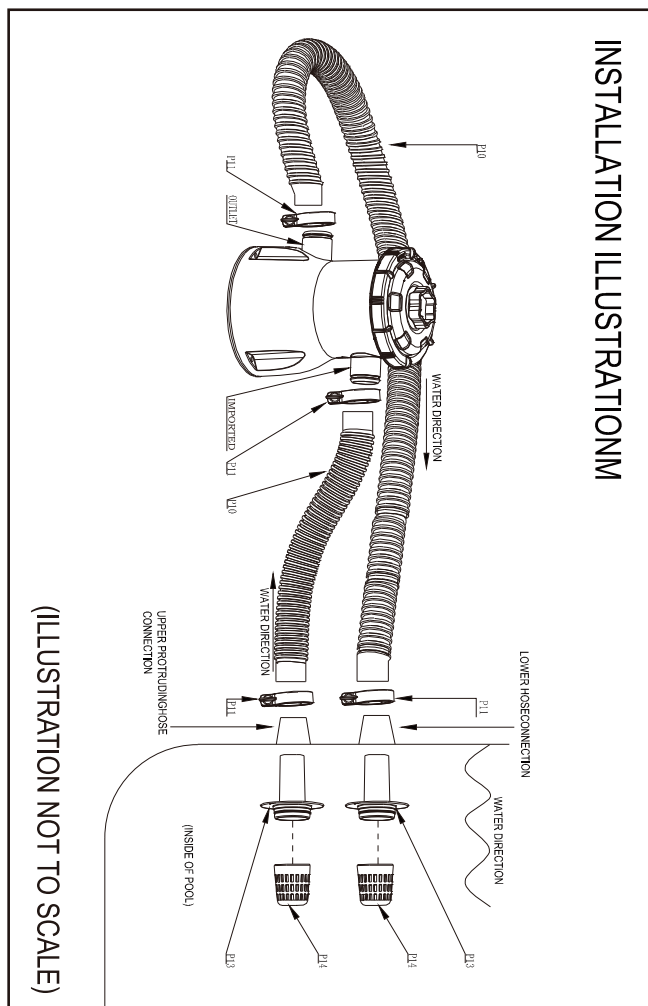 INSTALLATION ILLUSTRATIONM
P10
P11
OUTLET
WATER DIRECTION
IMPORTED
P11
P10
WATER DIRECTION
UPPER PROTRUDINGHOSE
CONNECTION
LOWER HOSECONNECTION
P11
P11
WATER DIRECTION
(INSIDE OF POOL)
P13
P14
P14
P13
(ILLUSTRATION NOT TO SCALE)